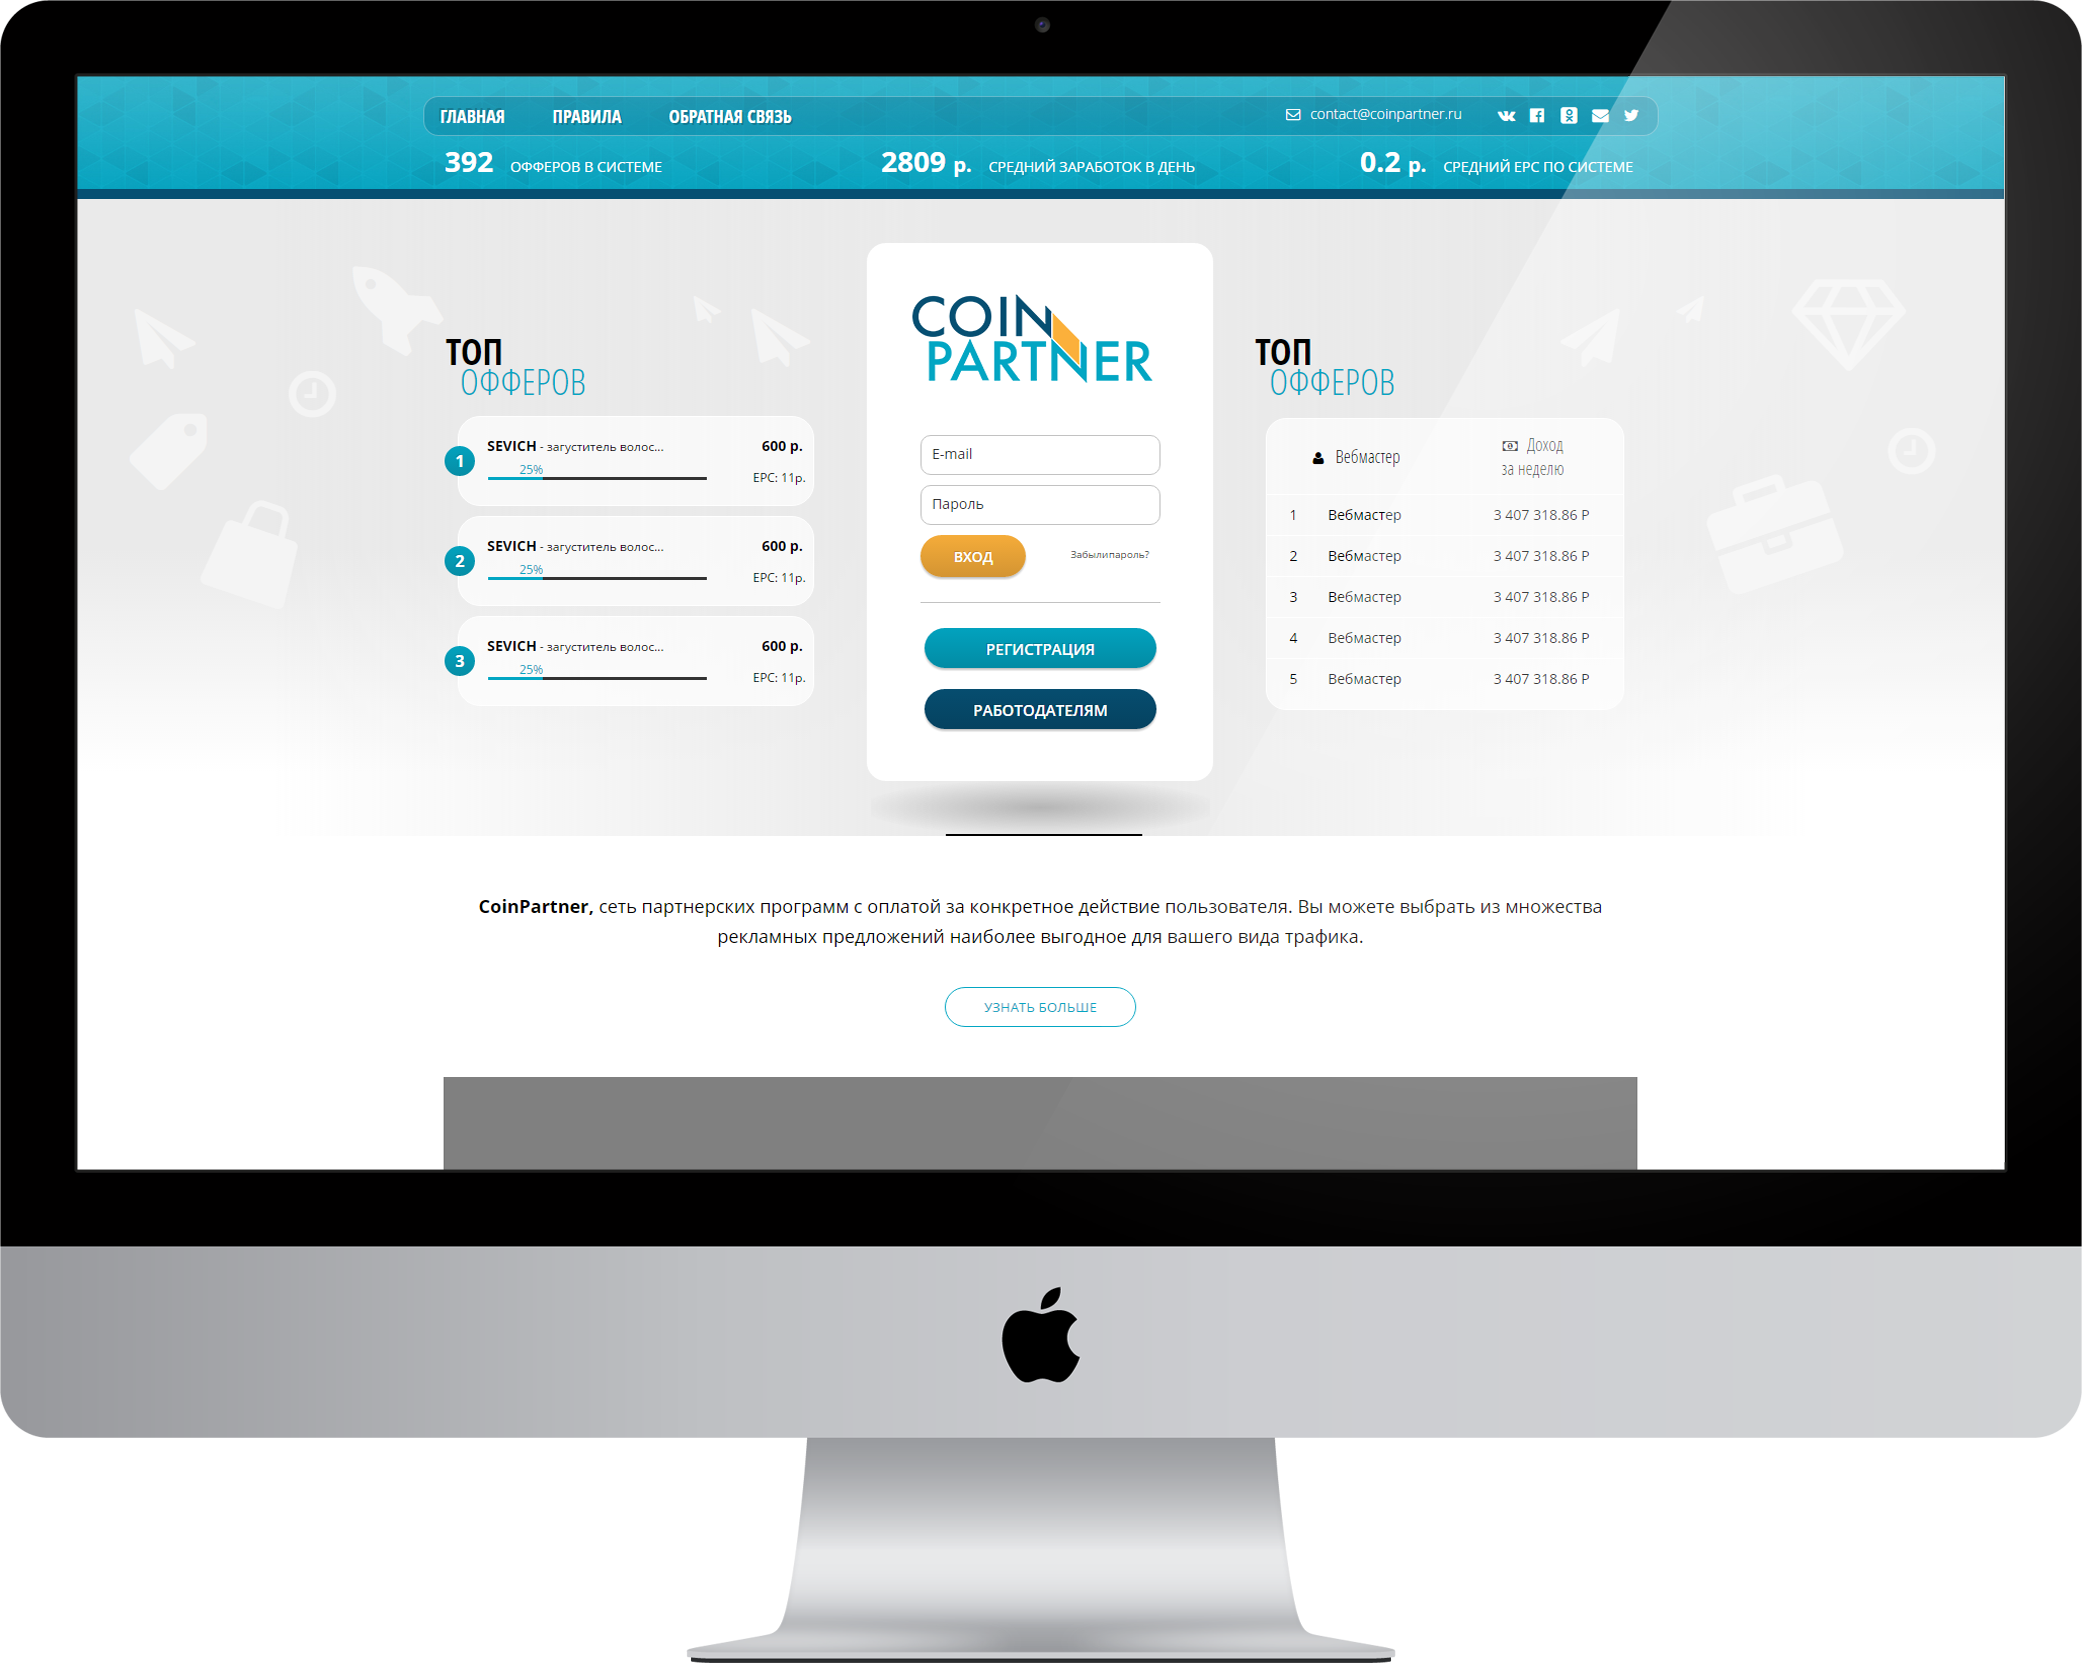 ГЛАВНАЯ ПРАВИЛА ОБРАТНАЯ СВЯЗЬ contact@coinpartner.ru
392 ОФФЕРОВ В СИСТЕМЕ 2809 р. СРЕДНИЙ ЗАРАБОТОК В ДЕНЬ 0.2 р. СРЕДНИЙ EPC ПО СИСТЕМЕ
ТОП
ОФФЕРОВ
1 SEVICH - загуститель волос... 600 р.
25% EPC: 11р.
2 SEVICH - загуститель волос... 600 р.
25% EPC: 11р.
3 SEVICH - загуститель волос... 600 р.
25% EPC: 11р.
COIN
PARTNER
E-mail
Пароль
ВХОД Забылипароль?
РЕГИСТРАЦИЯ
РАБОТОДАТЕЛЯМ
ТОП
ОФФЕРОВ
Вебмастер Доход
за неделю
1 Вебмастер 3 407 318.86 Р
2 Вебмастер 3 407 318.86 Р
3 Вебмастер 3 407 318.86 Р
4 Вебмастер 3 407 318.86 Р
5 Вебмастер 3 407 318.86 Р
CoinPartner, сеть партнерских программ с оплатой за конкретное действие пользователя. Вы можете выбрать из множества
рекламных предложений наиболее выгодное для вашего вида трафика.
УЗНАТЬ БОЛЬШЕ